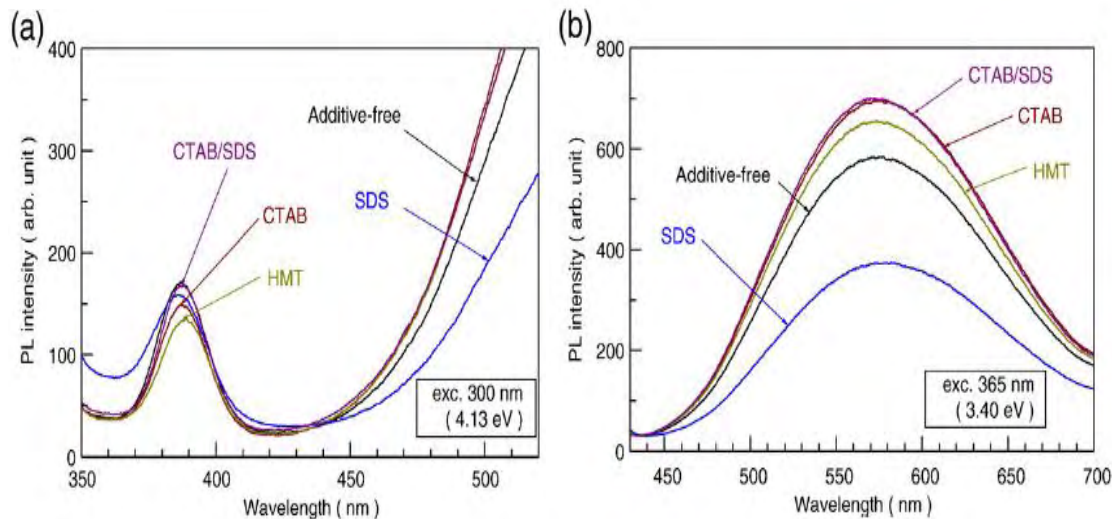 (a)
400
300
200
100
0
350
400
450
500
PL intensity ( arb. unit )
Wavelength ( nm )
Additive-free
CTAB/SDS
SDS
CTAB
HMT
exc. 300 nm
( 4.13 eV )
(b)
800
600
400
200
0
450
500
550
600
650
700
PL intensity ( arb. unit )
Wavelength ( nm )
CTAB/SDS
CTAB
HMT
Additive-free
SDS
exc. 365 nm
( 3.40 eV )